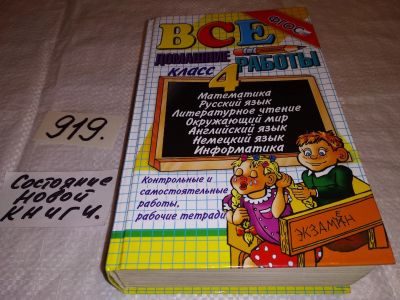 919.
Состояние
Новой
книги.
ФГОС
ВСЕ
ДОМАШНИЕ
РАБОТЫ
класс
4
Математика
Русский язык
Литературное чтение
Окружающий мир
Английский язык
Немецкий язык
Информатика
Контрольные и
самостоятельные
работы,
рабочие тетради
ЭКЗАМЕН